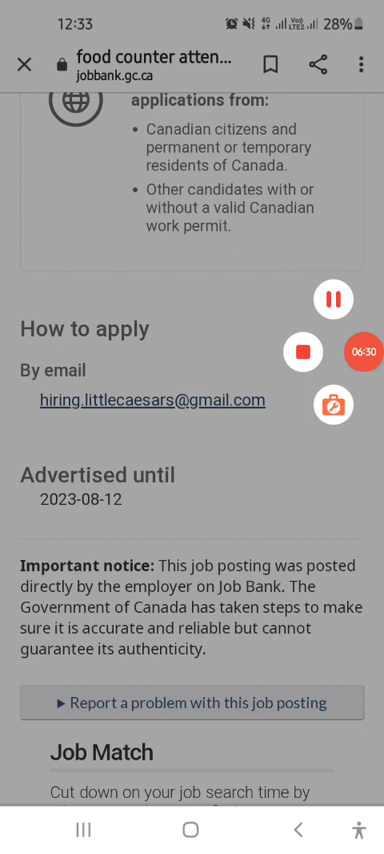 12:33
4G
Vo))
LTE2
28%
food counter atten...
jobbank.gc.ca
applications from:
• Canadian citizens and
permanent or temporary
residents of Canada.
• Other candidates with or
without a valid Canadian
work permit.
How to apply
06:30
By email
hiring.littlecaesars@gmail.com
Advertised until
2023-08-12
Important notice: This job posting was posted
directly by the employer on Job Bank. The
Government of Canada has taken steps to make
sure it is accurate and reliable but cannot
guarantee its authenticity.
▶ Report a problem with this job posting
Job Match
Cut down on your job search time by